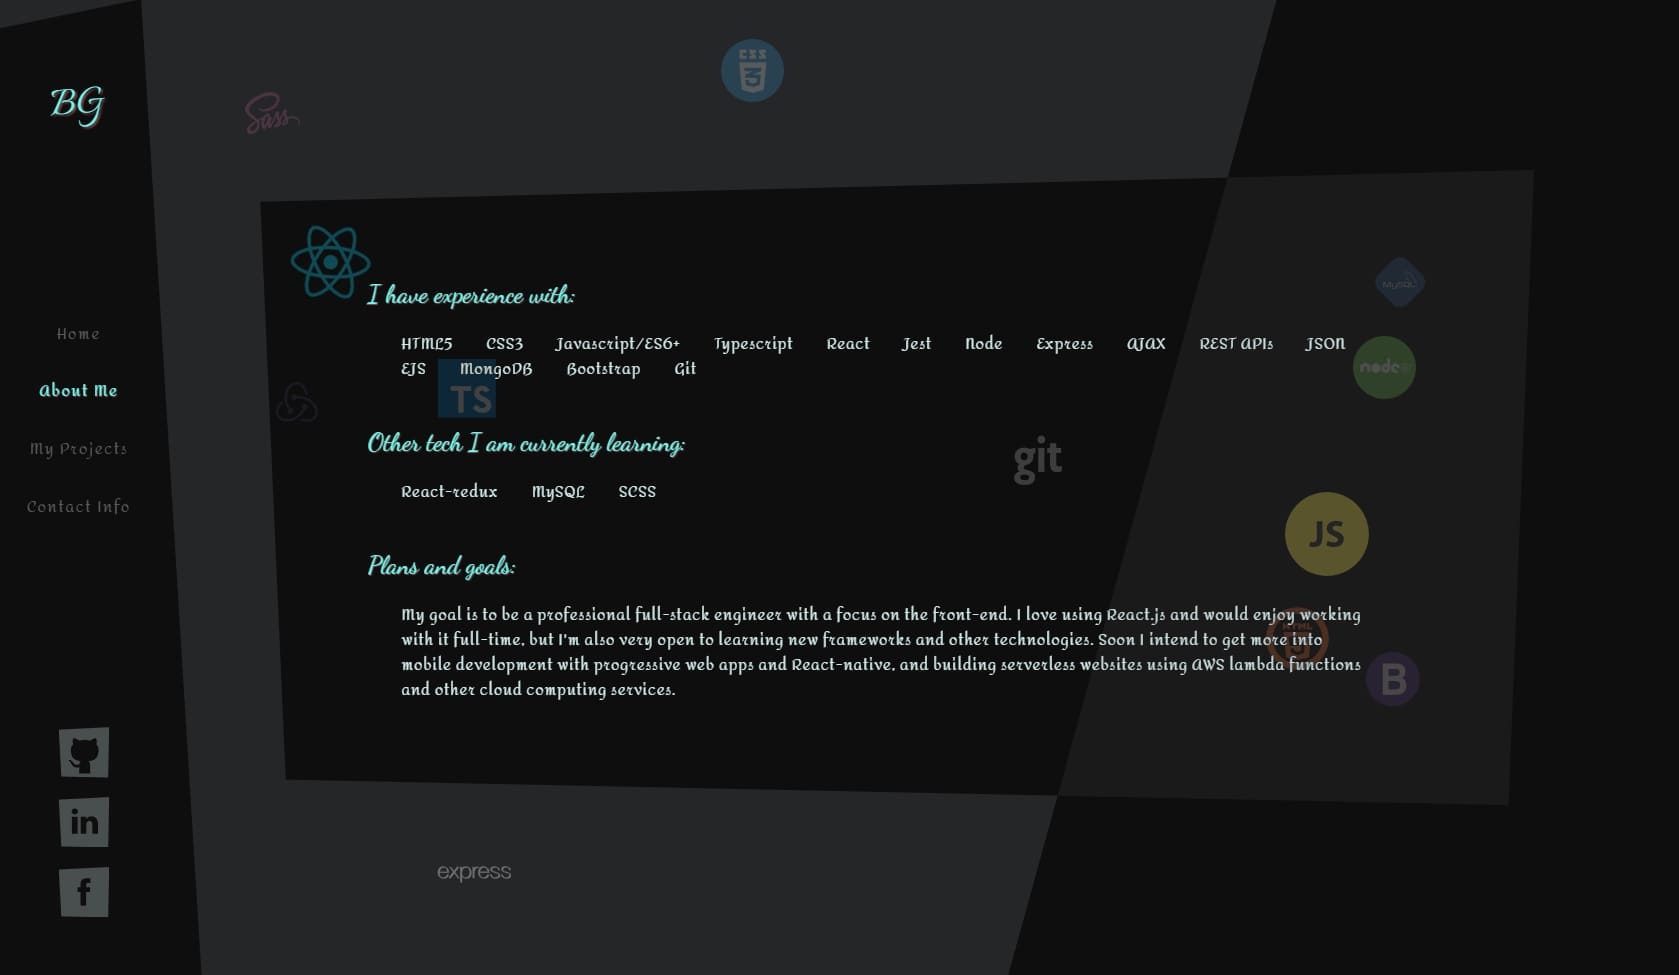 BG
Home
About Me
My Projects
Contact Info
in
f
Sass
CSS
3
I have experience with:
HTML5 CSS3 Javascript/ES6+ Typescript React Jest Node Express AJAX REST APIs JSON
EJS MongoDB Bootstrap Git
TS
Other tech I am currently learning:
React-redux MySQL SCSS
Plans and goals:
My goal is to be a professional full-stack engineer with a focus on the front-end. I love using React.js and would enjoy working
with it full-time, but I'm also very open to learning new frameworks and other technologies. Soon I intend to get more into
mobile development with progressive web apps and React-native, and building serverless websites using AWS lambda functions
and other cloud computing services.
MySQL
node
git
JS
HTML
B
express